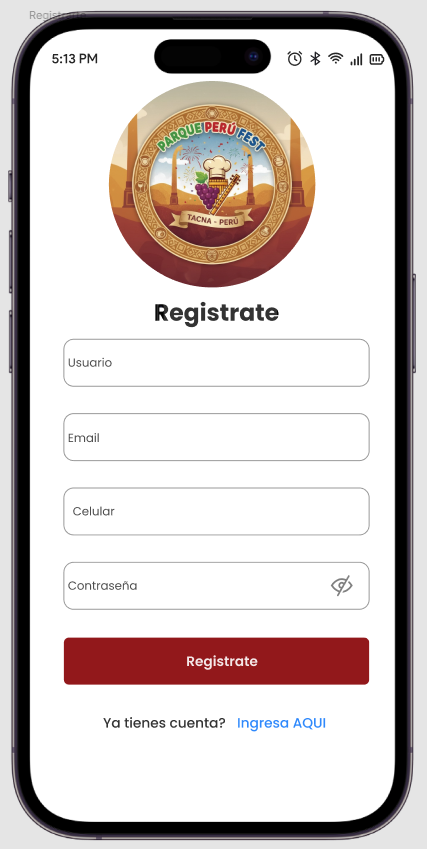 Registrate
5:13 PM
PARQUE PERÚ FEST
TACNA - PERÚ
Registrate
Usuario
Email
Celular
Contraseña
Registrate
Ya tienes cuenta? Ingresa AQUI